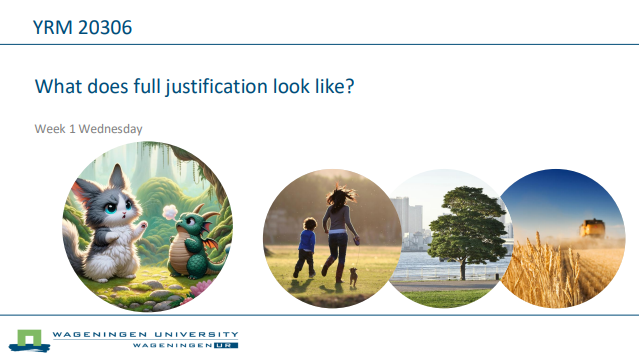 YRM 20306
What does full justification look like?
Week 1 Wednesday
WAGENINGEN UNIVERSITY
WAGENINGEN UR